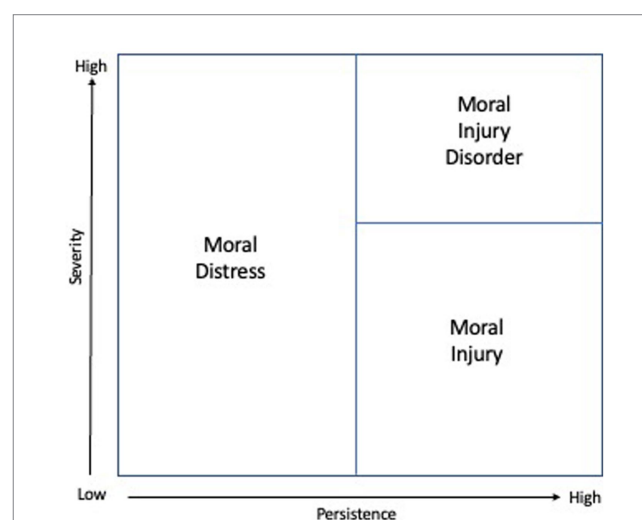 High
Moral
Injury
Disorder
Moral
Distress
Severity
Moral
Injury
Low
High
Persistence